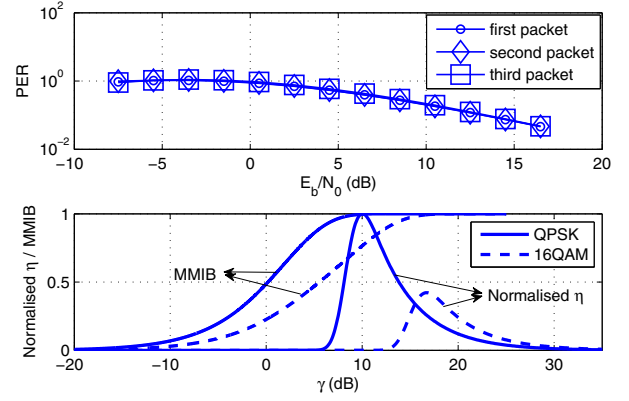 10^2
10^0
10^-2
PER
first packet
second packet
third packet
-10 -5 0 5 10 15 20
E_b/N_0 (dB)
1
0.5
0
Normalised η / MMIB
QPSK
16QAM
MMIB
Normalised η
-20 -10 0 10 20 30
γ (dB)